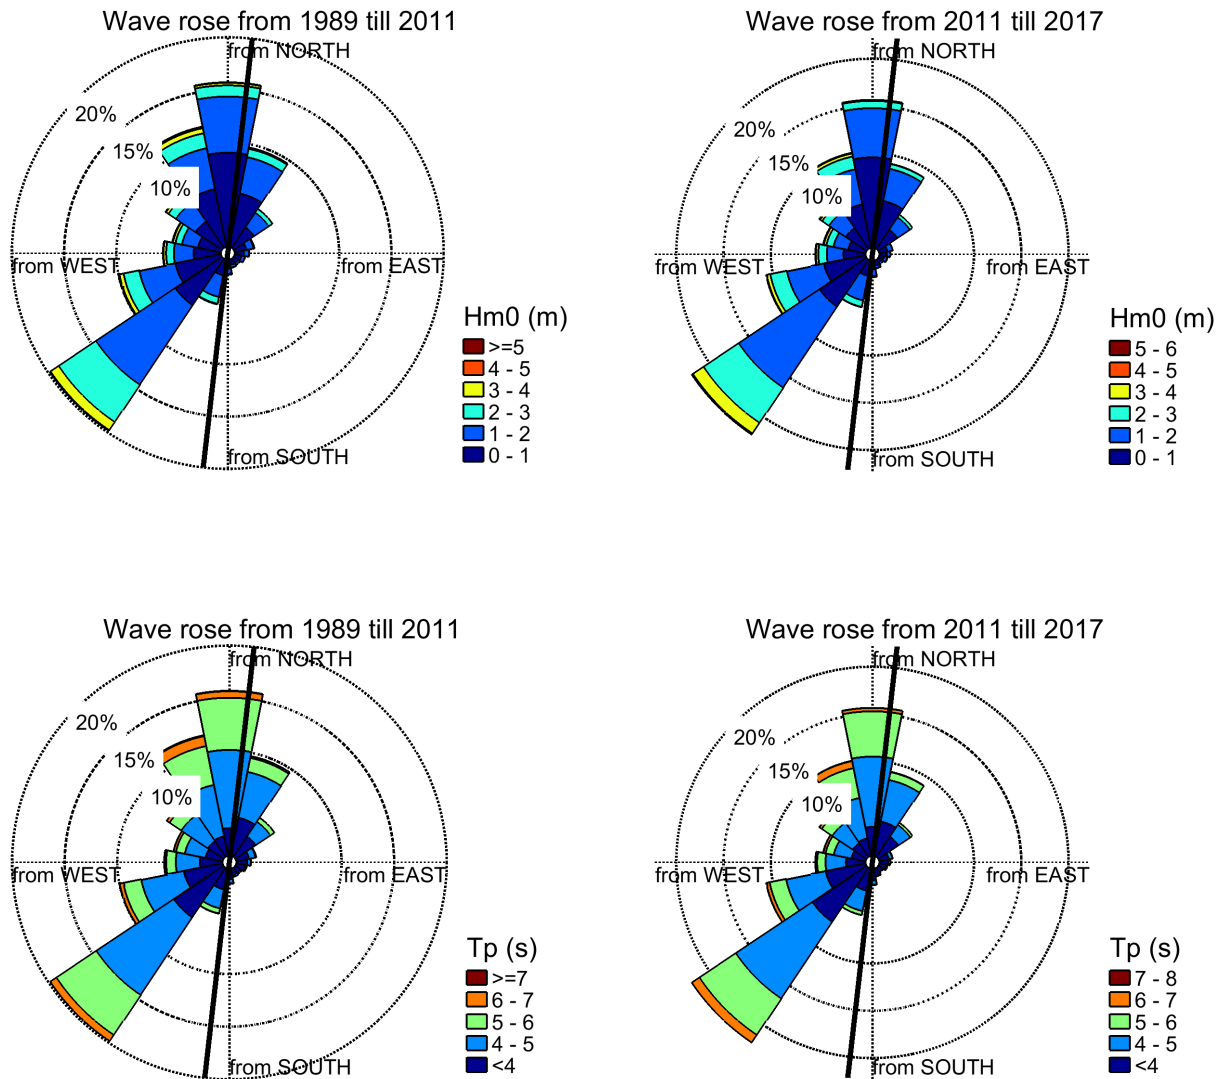 Wave rose from 1989 till 2011
from NORTH
20%
15%
10%
from WEST
from EAST
from SOUTH
Hm0 (m)
>=5
4 - 5
3 - 4
2 - 3
1 - 2
0 - 1
Wave rose from 2011 till 2017
from NORTH
20%
15%
10%
from WEST
from EAST
from SOUTH
Hm0 (m)
5 - 6
4 - 5
3 - 4
2 - 3
1 - 2
0 - 1
Wave rose from 1989 till 2011
from NORTH
20%
15%
10%
from WEST
from EAST
from SOUTH
Tp (s)
>=7
6 - 7
5 - 6
4 - 5
<4
Wave rose from 2011 till 2017
from NORTH
20%
15%
10%
from WEST
from EAST
from SOUTH
Tp (s)
7 - 8
6 - 7
5 - 6
4 - 5
<4